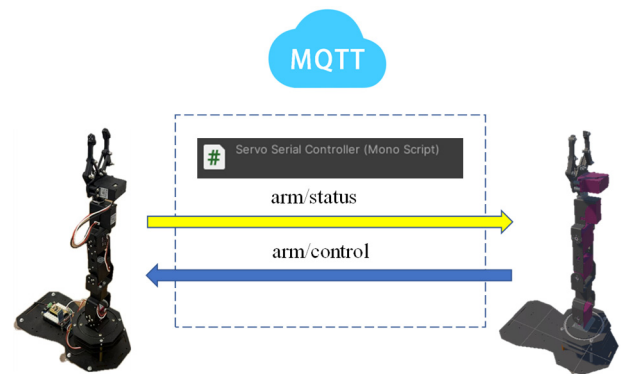 MQTT
Servo Serial Controller (Mono Script)
arm/status
arm/control